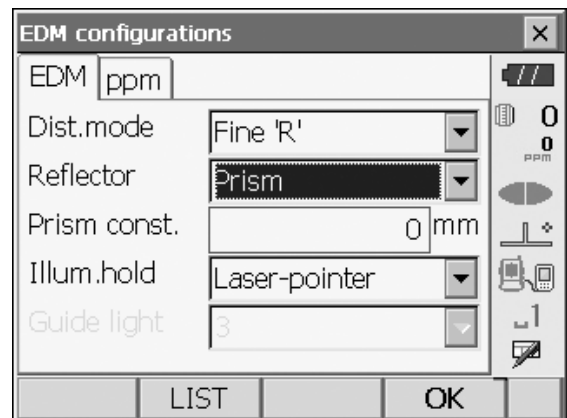 EDM configurations
EDM ppm
Dist.mode Fine 'R'
0
0
PPM
Reflector Prism
Prism const. 0 mm
Illum.hold Laser-pointer
Guide light 3
1
LIST OK